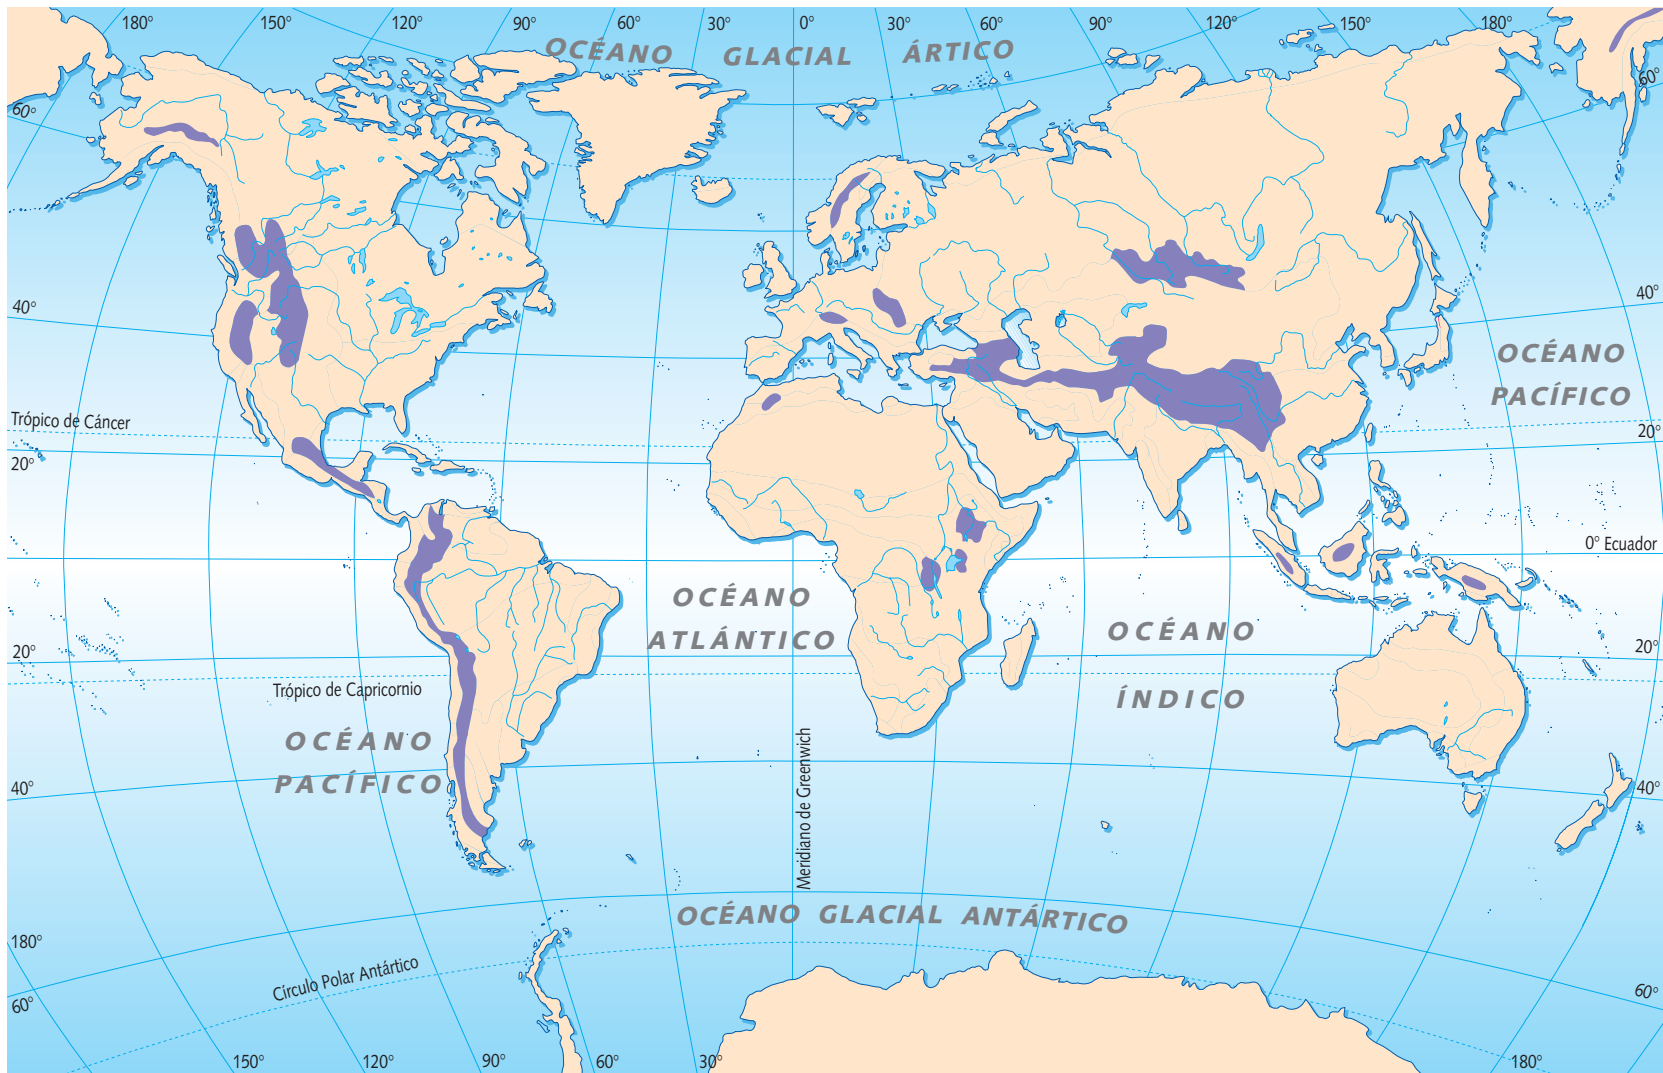 180° 150° 120° 90° 60° 30° 0° 30° 60° 90° 120° 150° 180°
OCÉANO GLACIAL ÁRTICO
60° 60°
40° 40°
OCÉANO
PACÍFICO
Trópico de Cáncer
20° 20°
0° Ecuador
OCÉANO
ATLÁNTICO
OCÉANO
ÍNDICO
20° 20°
Trópico de Capricornio
OCÉANO
PACÍFICO
Meridiano de Greenwich
40° 40°
OCÉANO GLACIAL ANTÁRTICO
180°
Círculo Polar Antártico
60° 60°
150° 120° 90° 60° 30° 180°